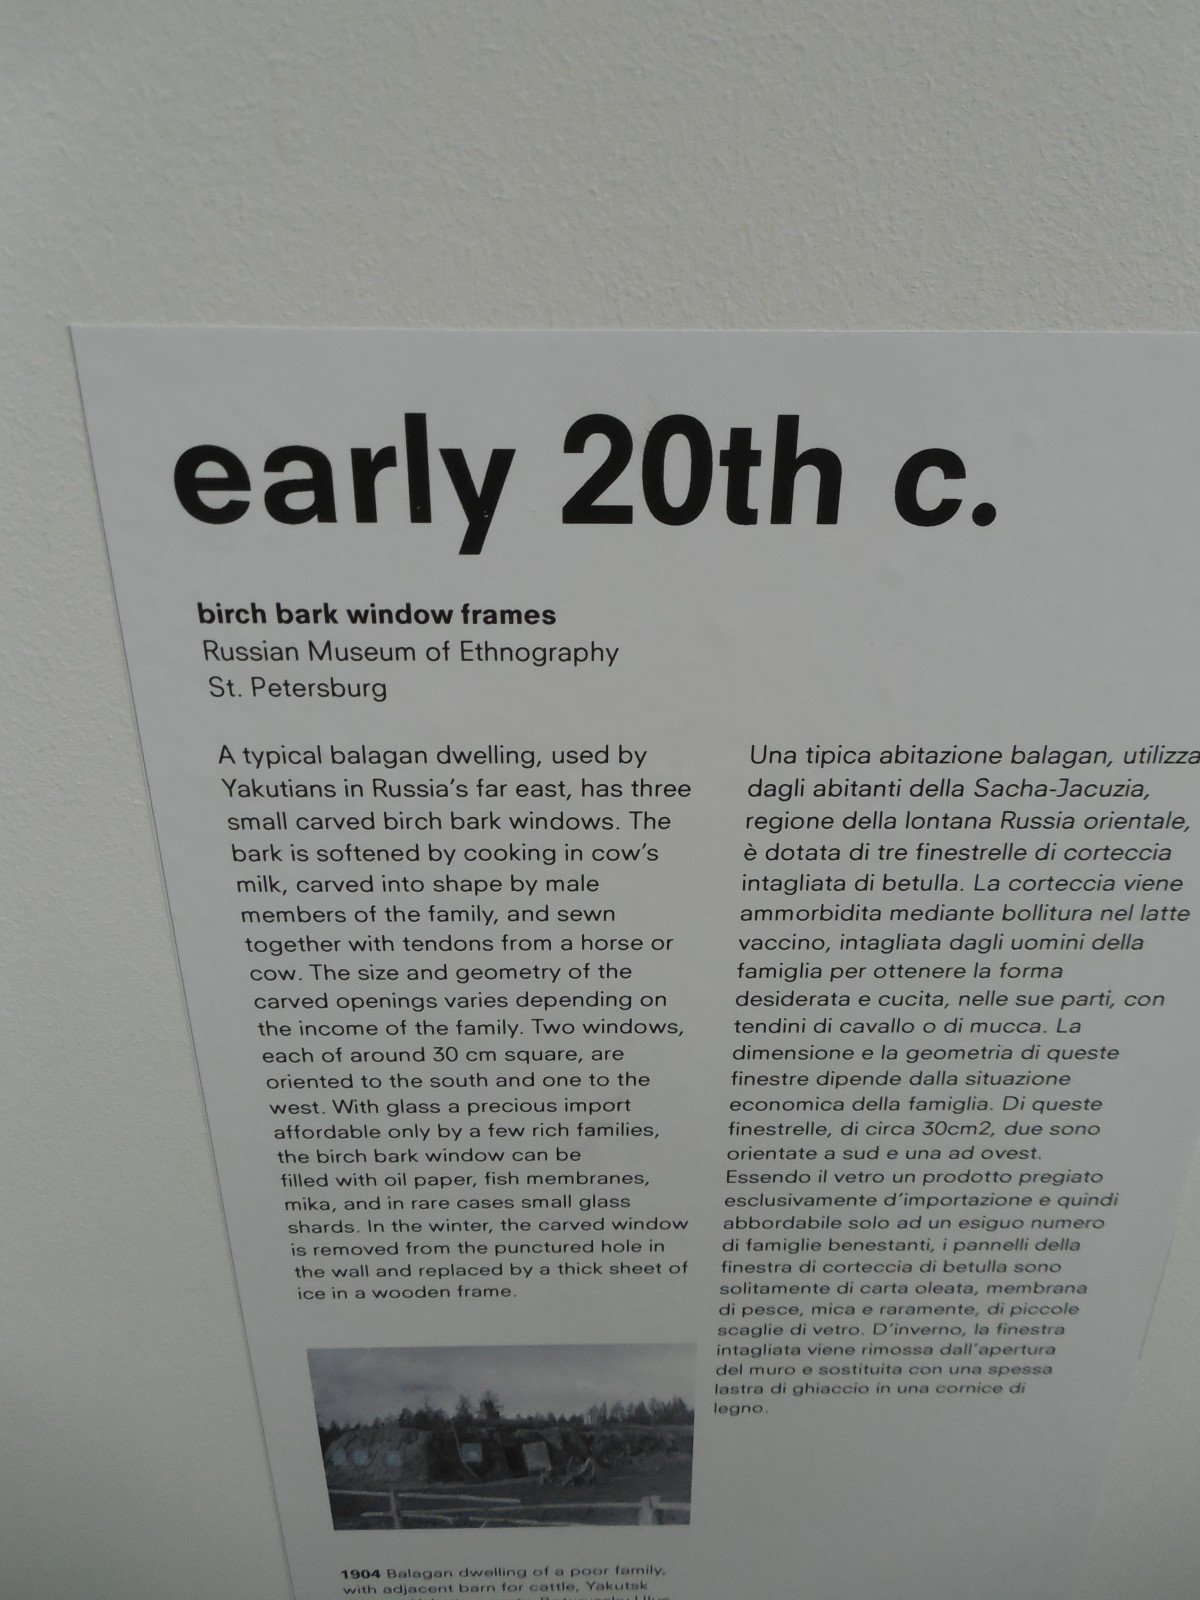 early 20th c.
birch bark window frames
Russian Museum of Ethnography
St. Petersburg
A typical balagan dwelling, used by
Yakutians in Russia's far east, has three
small carved birch bark windows. The
bark is softened by cooking in cow's
milk, carved into shape by male
members of the family, and sewn
together with tendons from a horse or
cow. The size and geometry of the
carved openings varies depending on
the income of the family. Two windows,
each of around 30 cm square, are
oriented to the south and one to the
west. With glass a precious import
affordable only by a few rich families,
the birch bark window can be
filled with oil paper, fish membranes,
mika, and in rare cases small glass
shards. In the winter, the carved window
is removed from the punctured hole in
the wall and replaced by a thick sheet of
ice in a wooden frame.
Una tipica abitazione balagan, utilizza
dagli abitanti della Sacha-Jacuzia,
regione della lontana Russia orientale,
è dotata di tre finestrelle di corteccia
intagliata di betulla. La corteccia viene
ammorbidita mediante bollitura nel latte
vaccino, intagliata dagli uomini della
famiglia per ottenere la forma
desiderata e cucita, nelle sue parti, con
tendini di cavallo o di mucca. La
dimensione e la geometria di queste
finestre dipende dalla situazione
economica della famiglia. Di queste
finestrelle, di circa 30cm2, due sono
orientate a sud e una ad ovest.
Essendo il vetro un prodotto pregiato
esclusivamente d'importazione e quindi
abbordabile solo ad un esiguo numero
di famiglie benestanti, i pannelli della
finestra di corteccia di betulla sono
solitamente di carta oleata, membrana
di pesce, mica e raramente, di piccole
scaglie di vetro. D'inverno, la finestra
intagliata viene rimossa dall'apertura
del muro e sostituita con una spessa
lastra di ghiaccio in una cornice di
legno.
1904 Balagan dwelling of a poor family,
with adjacent barn for cattle, Yakutsk